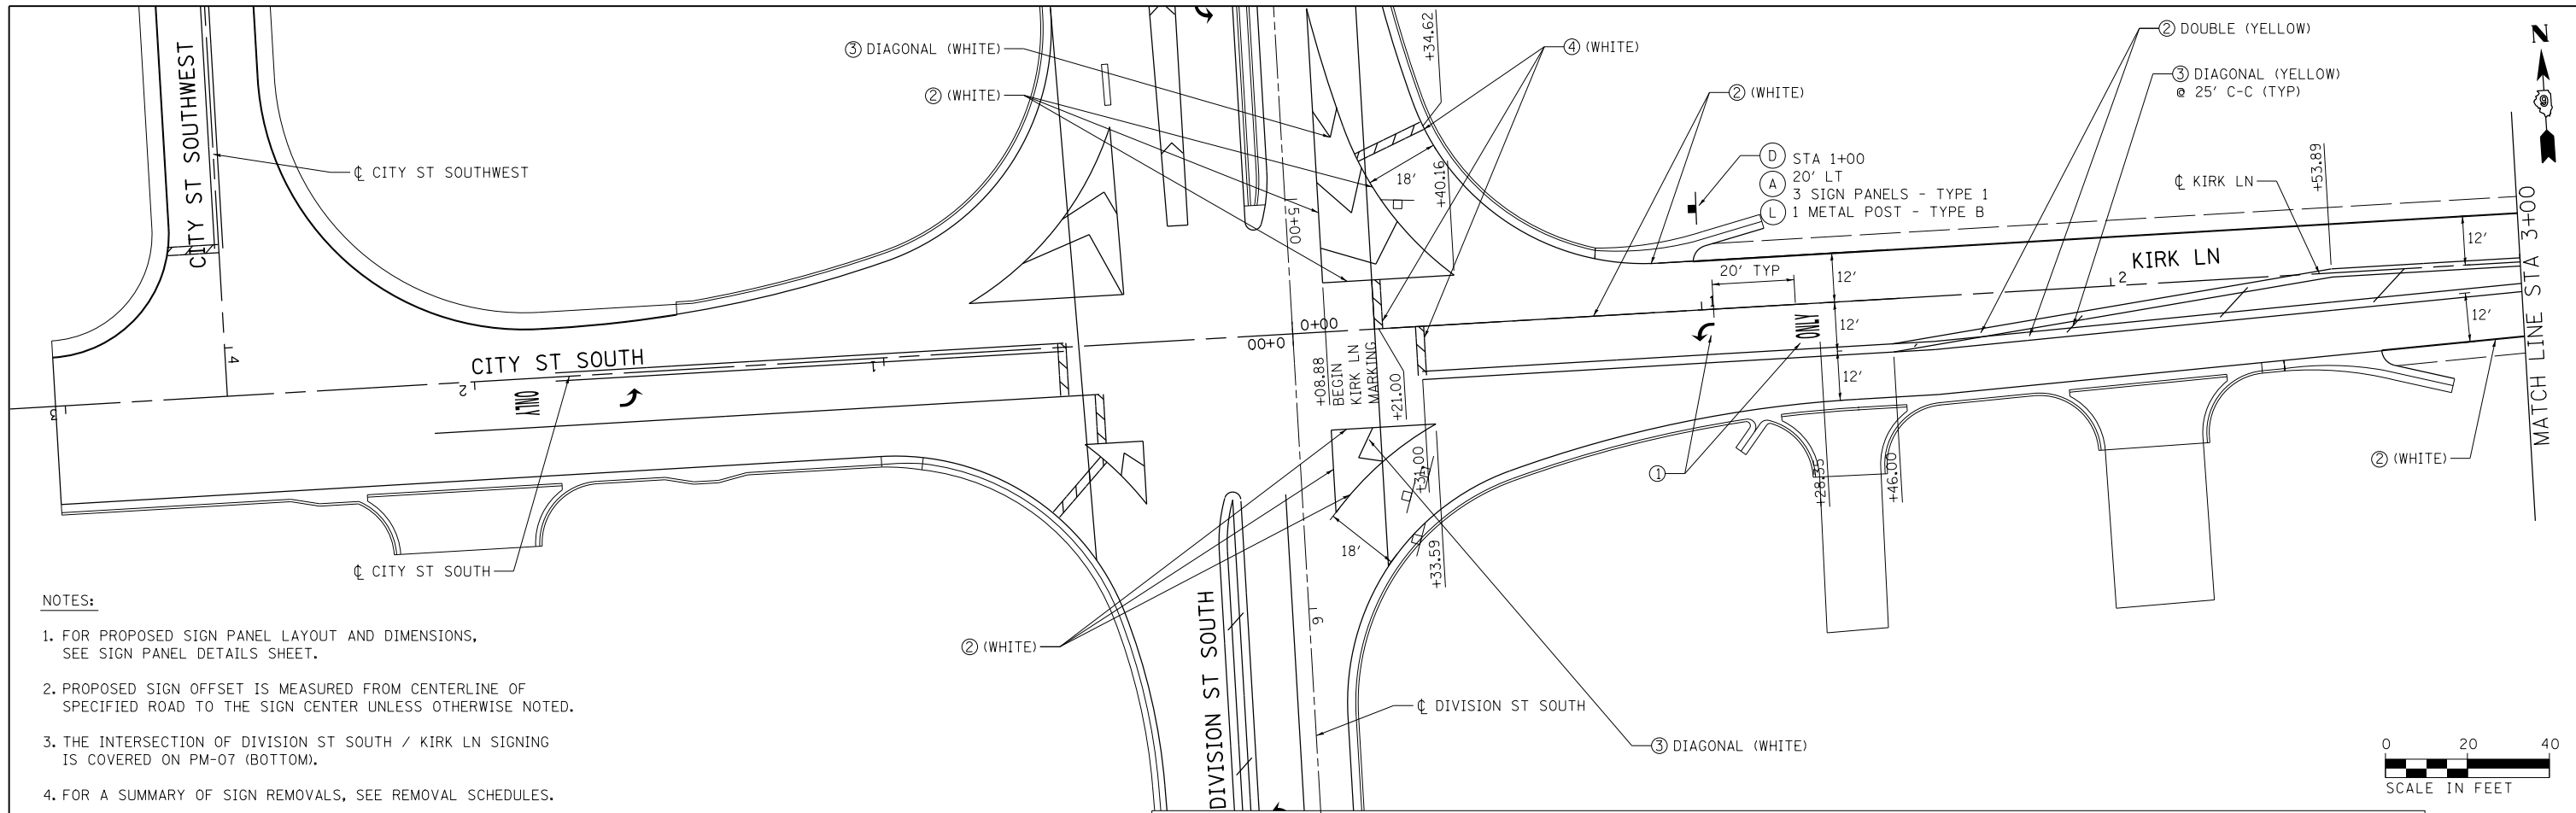 ③ DIAGONAL (WHITE)
② (WHITE)
+34.62
④ (WHITE)
② (WHITE)
② DOUBLE (YELLOW)
③ DIAGONAL (YELLOW)
@ 25' C-C (TYP)
N
CITY ST SOUTHWEST
℄ CITY ST SOUTHWEST
18'
+40.16
5+00
D STA 1+00
A 20' LT
3 SIGN PANELS - TYPE 1
L 1 METAL POST - TYPE B
℄ KIRK LN
+53.89
KIRK LN
12'
20' TYP
12'
1
2
12'
ONLY
12'
12'
MATCH LINE STA 3+00
0+00
0+00
CITY ST SOUTH
4
3
2
1
ONLY
+08.88
BEGIN
KIRK LN
MARKING
+21.00
+31.00
+33.59
18'
①
+28.35
+46.00
② (WHITE)
℄ CITY ST SOUTH
② (WHITE)
6
DIVISION ST SOUTH
℄ DIVISION ST SOUTH
③ DIAGONAL (WHITE)
NOTES:
1. FOR PROPOSED SIGN PANEL LAYOUT AND DIMENSIONS,
SEE SIGN PANEL DETAILS SHEET.
2. PROPOSED SIGN OFFSET IS MEASURED FROM CENTERLINE OF
SPECIFIED ROAD TO THE SIGN CENTER UNLESS OTHERWISE NOTED.
3. THE INTERSECTION OF DIVISION ST SOUTH / KIRK LN SIGNING
IS COVERED ON PM-07 (BOTTOM).
4. FOR A SUMMARY OF SIGN REMOVALS, SEE REMOVAL SCHEDULES.
0 20 40
SCALE IN FEET